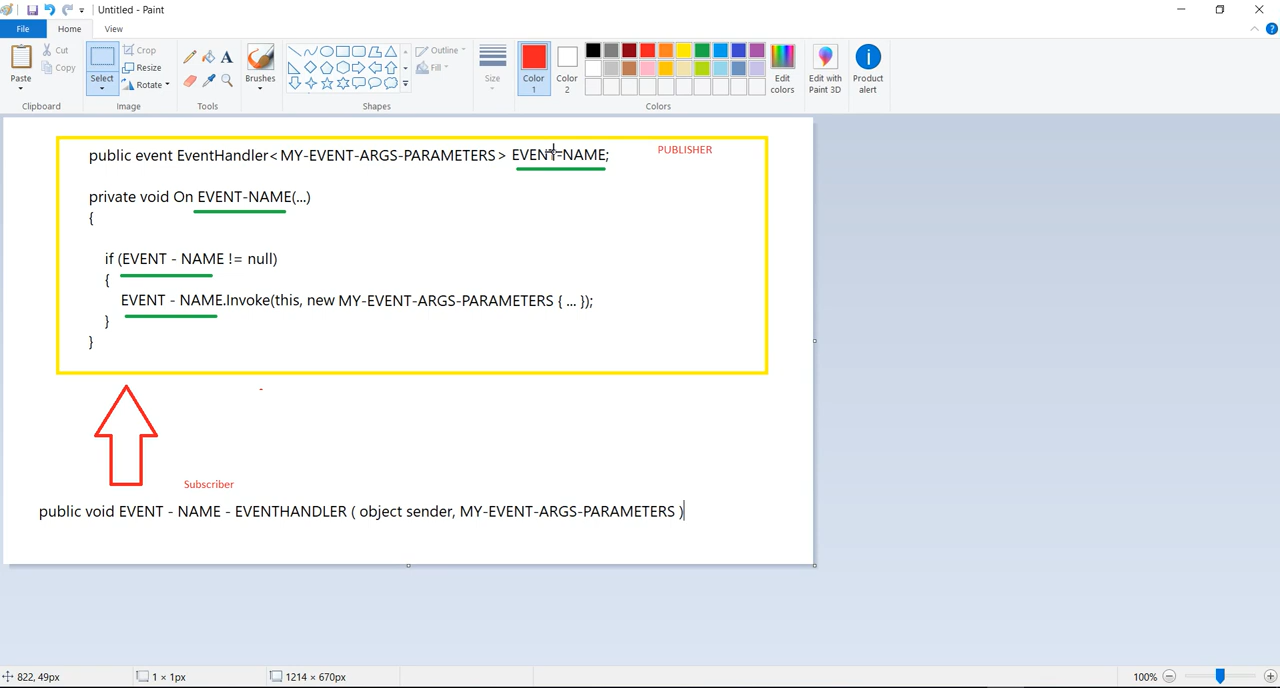 Untitled - Paint
File
Home
View
Paste
Cut
Copy
Clipboard
Select
Crop
Resize
Rotate
Image
A
Tools
Brushes
Outline
Fill
Shapes
Size
Color
1
Color
2
Edit
colors
Colors
Edit with
Paint 3D
Product
alert
public event EventHandler< MY-EVENT-ARGS-PARAMETERS > EVENT-NAME;
PUBLISHER
private void On EVENT-NAME(...)
{
if (EVENT - NAME != null)
{
EVENT - NAME.Invoke(this, new MY-EVENT-ARGS-PARAMETERS { ... });
}
}
-
Subscriber
public void EVENT - NAME - EVENTHANDLER ( object sender, MY-EVENT-ARGS-PARAMETERS )
822, 49px
1 × 1px
1214 × 670px
100%